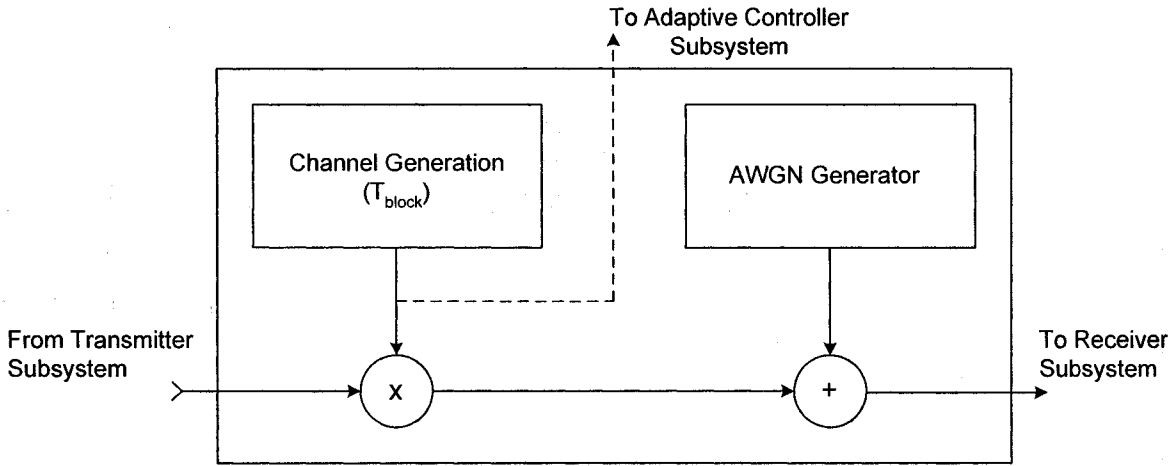 To Adaptive Controller
Subsystem
Channel Generation
(T_block)
AWGN Generator
From Transmitter
Subsystem
To Receiver
Subsystem
x
+